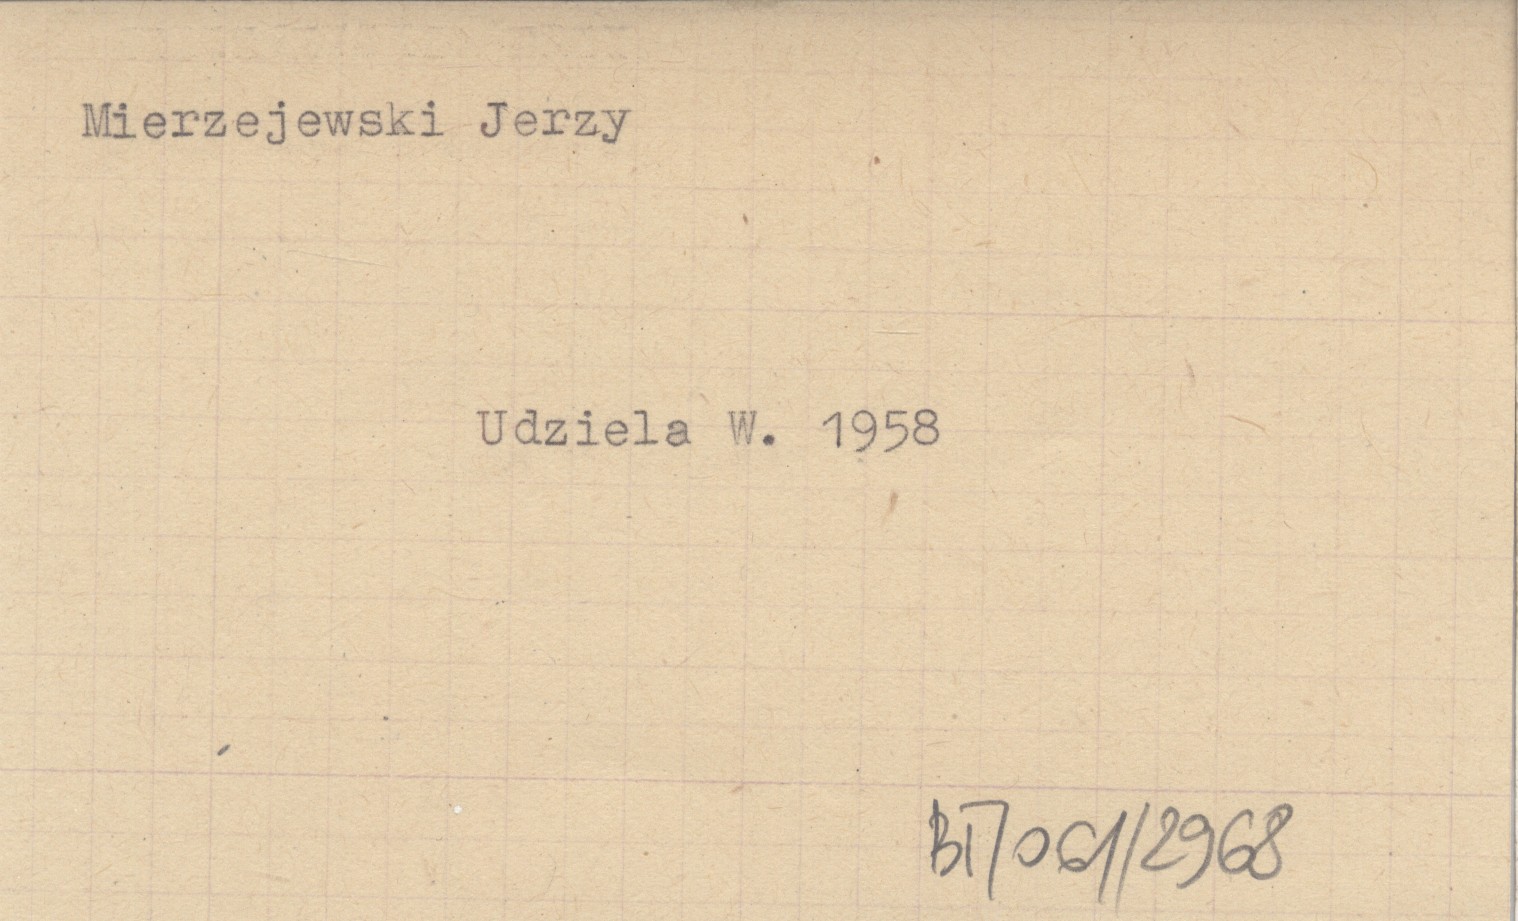 Mierzejewski Jerzy
Udziela W. 1958
BI7061/2968